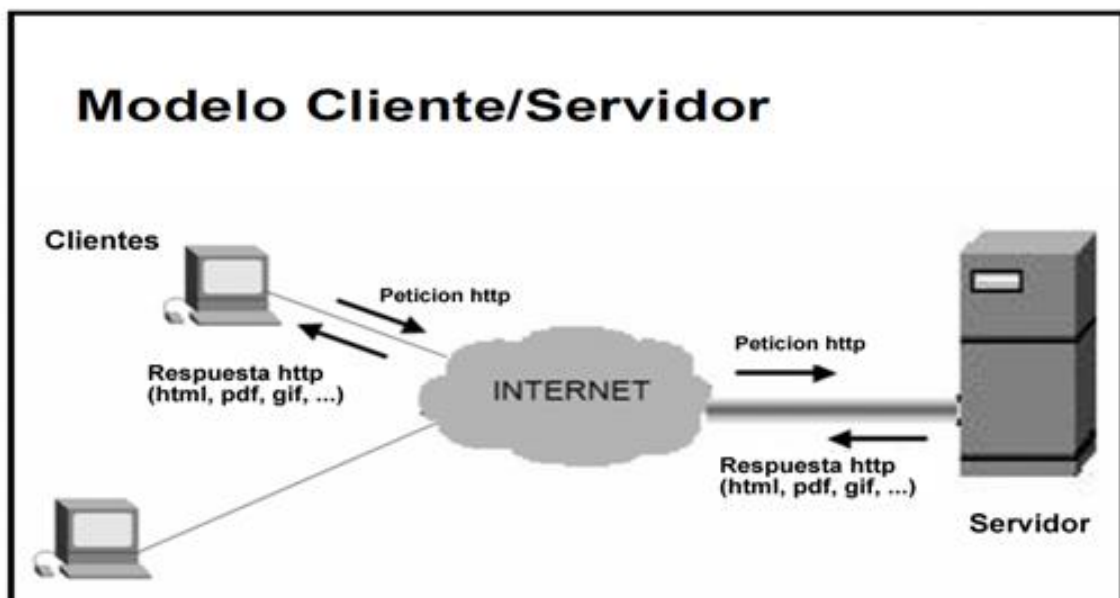 Modelo Cliente/Servidor
Clientes
Peticion http
Respuesta http
(html, pdf, gif, ...)
INTERNET
Peticion http
Respuesta http
(html, pdf, gif, ...)
Servidor